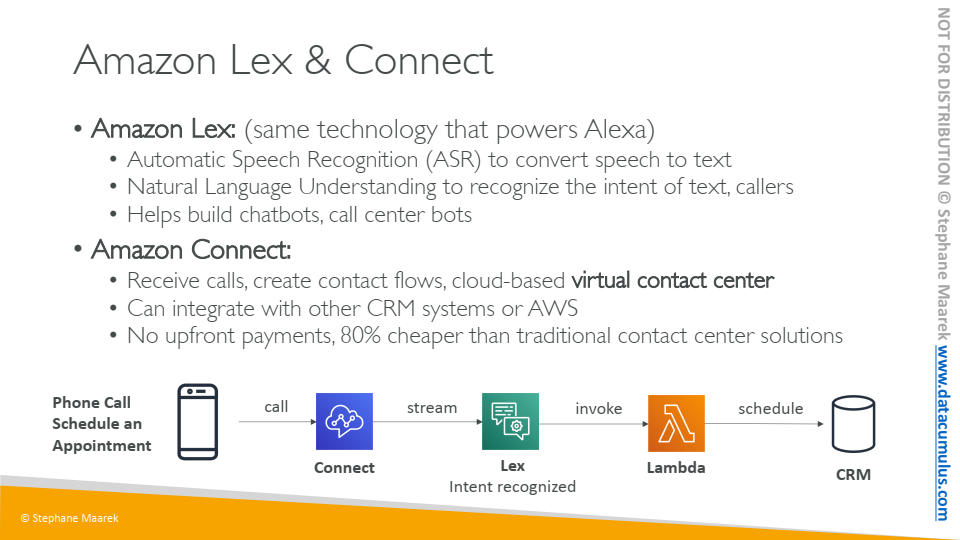 Amazon Lex & Connect
• Amazon Lex: (same technology that powers Alexa)
• Automatic Speech Recognition (ASR) to convert speech to text
• Natural Language Understanding to recognize the intent of text, callers
• Helps build chatbots, call center bots
• Amazon Connect:
• Receive calls, create contact flows, cloud-based virtual contact center
• Can integrate with other CRM systems or AWS
• No upfront payments, 80% cheaper than traditional contact center solutions
Phone Call
Schedule an
Appointment
call
Connect
stream
Lex
Intent recognized
invoke
Lambda
schedule
CRM
© Stephane Maarek
NOT FOR DISTRIBUTION © Stephane Maarek www.datacumulus.com